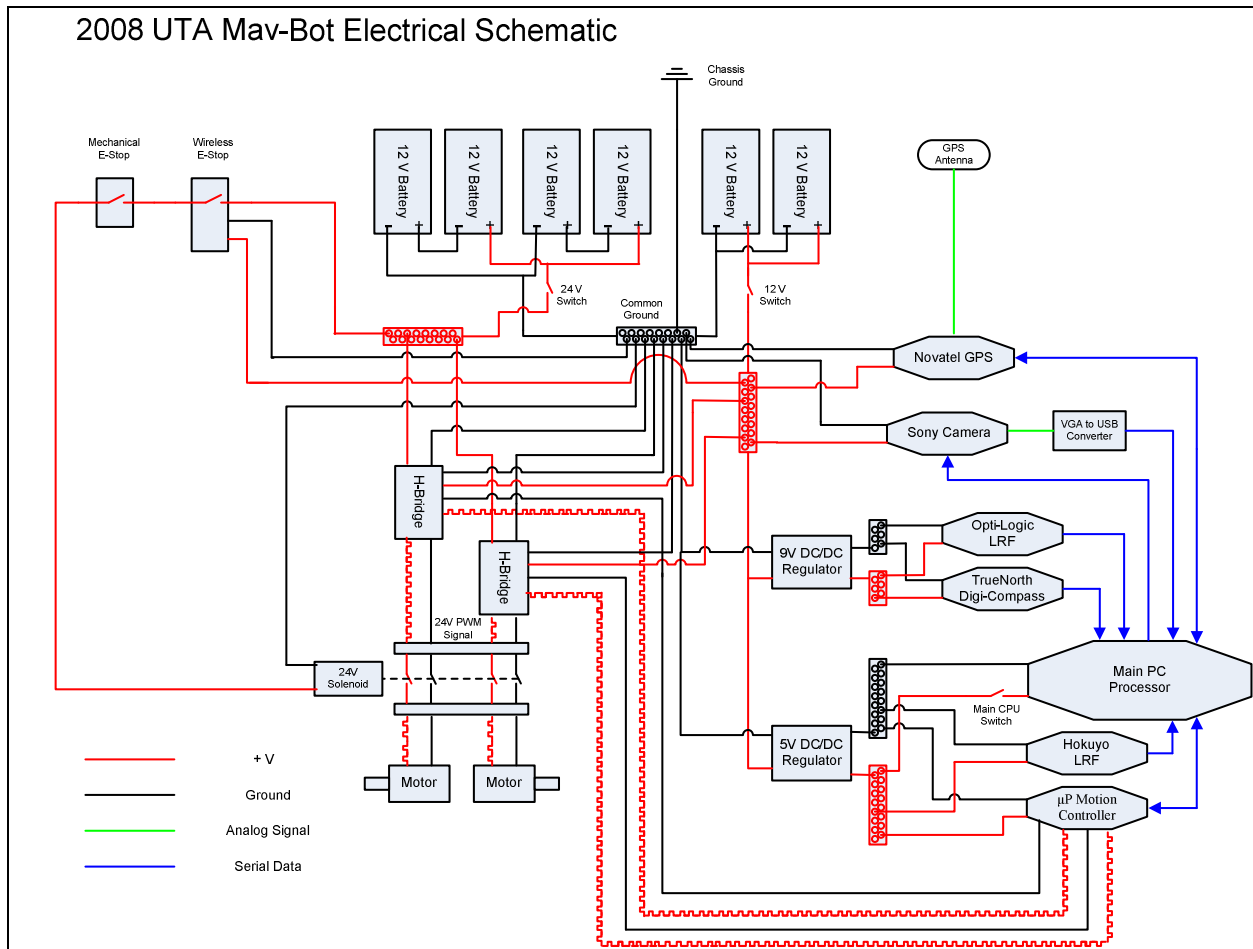 2008 UTA Mav-Bot Electrical Schematic
Chassis
Ground
Mechanical
E-Stop
Wireless
E-Stop
12 V Battery
12 V Battery
12 V Battery
12 V Battery
12 V Battery
12 V Battery
GPS
Antenna
- +
- +
- +
- +
- +
- +
24 V
Switch
12 V
Switch
Common
Ground
Novatel GPS
Sony Camera
VGA to USB
Converter
H-Bridge
H-Bridge
Opti-Logic
LRF
9V DC/DC
Regulator
TrueNorth
Digi-Compass
24V PWM
Signal
24V
Solenoid
Main PC
Processor
Main CPU
Switch
5V DC/DC
Regulator
Hokuyo
LRF
Motor
Motor
µP Motion
Controller
+ V
Ground
Analog Signal
Serial Data